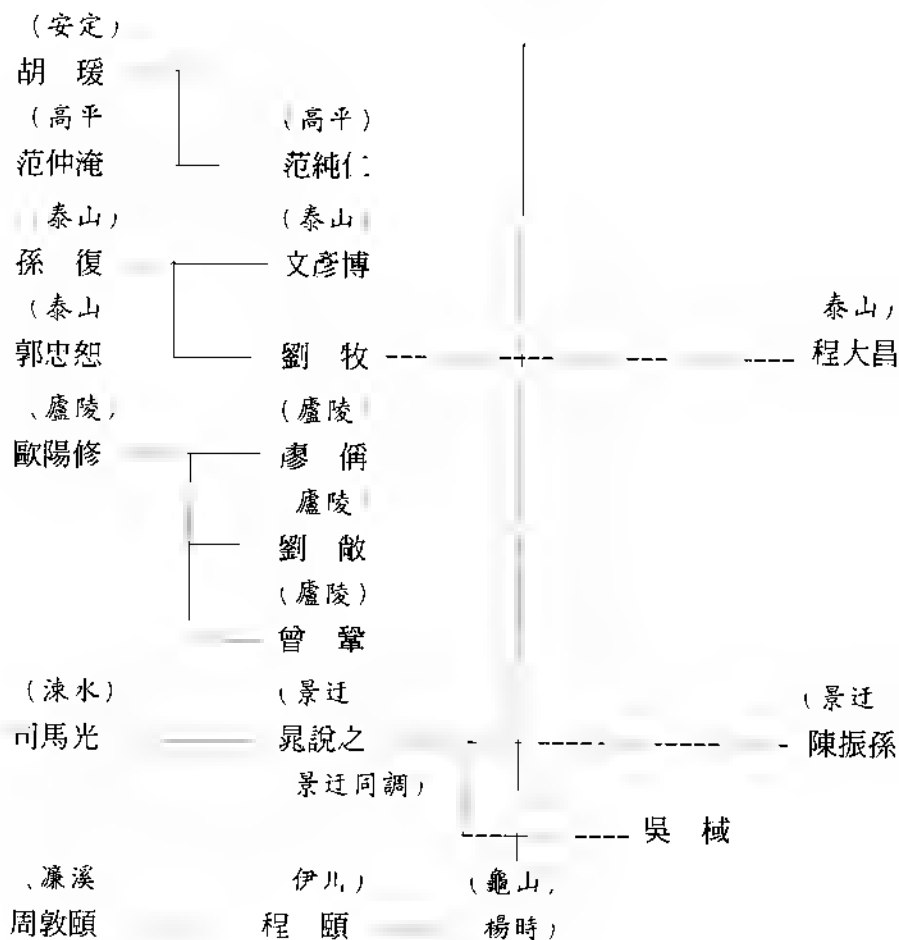 (安定)
胡 瑗
(高平 (高平)
范仲淹 范純仁
泰山) (泰山
孫 復 文彥博
(泰山 泰山)
郭忠恕 劉 牧 程大昌
、廬陵) (廬陵
歐陽修 廖 偁
廬陵
劉 敞
(廬陵)
曾 鞏
(涑水) (景迂 (景迂
司馬光 晁說之 陳振孫
景迂同調)
吳 棫
、濂溪 伊川) (龜山,
周敦頤 程 頤 楊時)